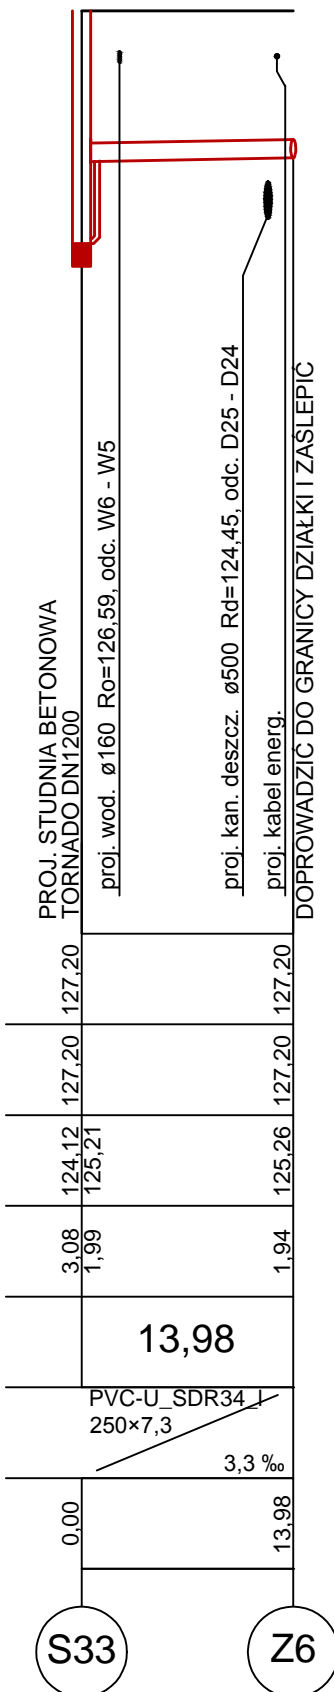 PROJ. STUDNIA BETONOWA
TORNADO DN1200
proj. wod. ø160 Ro=126,59, odc. W6 - W5
proj. kan. deszcz. ø500 Rd=124,45, odc. D25 - D24
proj. kabel energ.
DOPROWADZIĆ DO GRANICY DZIAŁKI I ZAŚLEPIĆ
127,20 127,20
127,20 127,20
124,12 125,21 125,26
3,08 1,99 1,94
13,98
PVC-U_SDR34_I
250×7,3
3,3 ‰
0,00 13,98
S33 Z6